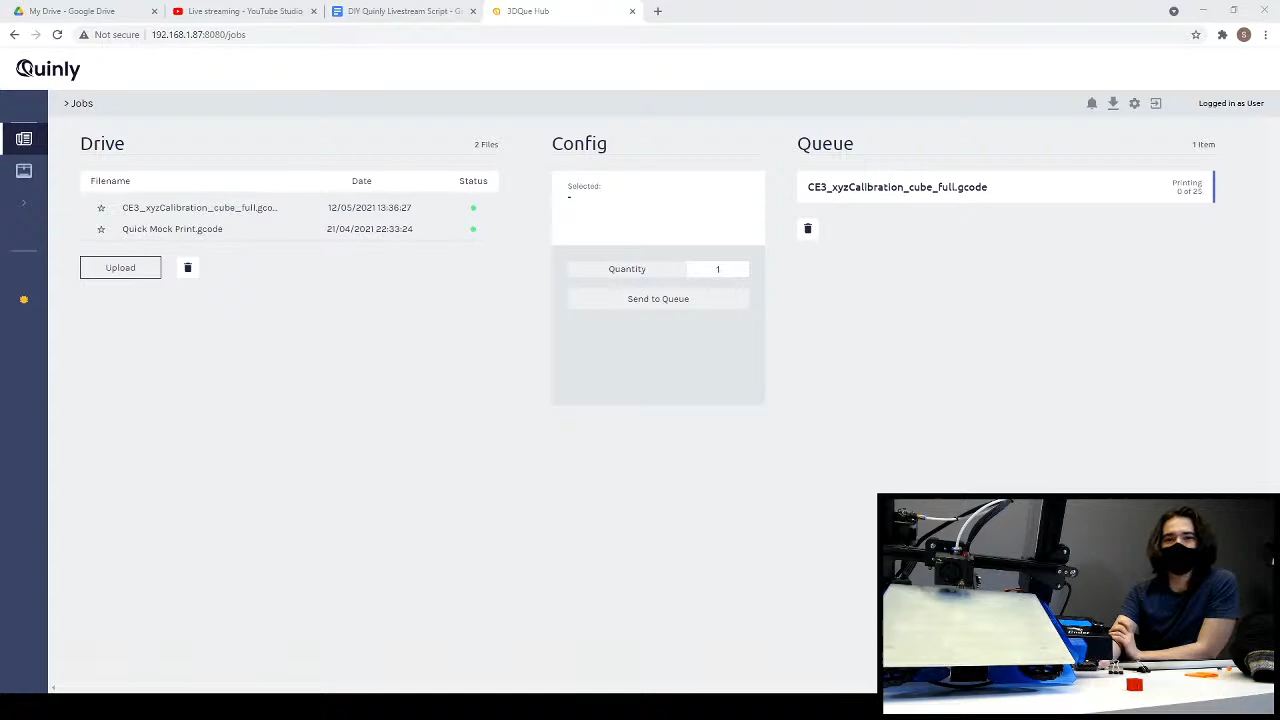 My Drive - Google Drive
Live streaming - YouTube Studio
DIY Quinly Livestream Script - G
3DQue Hub
Not secure
192.168.1.87:8080/jobs
S
Quinly
> Jobs
Logged in as User
Drive
2 Files
Filename
Date
Status
CE3_xyzCalibration_cube_full.gco...
12/05/2021 13:36:27
Quick Mock Print.gcode
21/04/2021 22:33:24
Upload
Config
Selected:
-
Quantity
1
Send to Queue
Queue
1 Item
CE3_xyzCalibration_cube_full.gcode
Printing
0 of 25